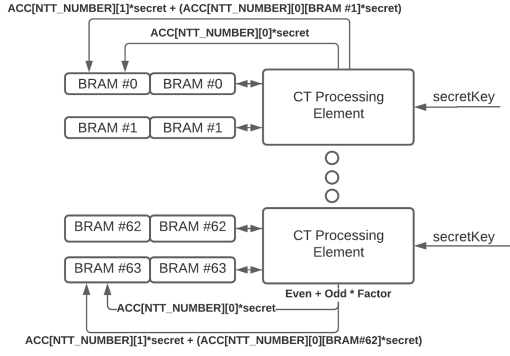 ACC[NTT_NUMBER][1]*secret + (ACC[NTT_NUMBER][0][BRAM #1]*secret)
ACC[NTT_NUMBER][0]*secret
BRAM #0 BRAM #0
CT Processing
Element
secretKey
BRAM #1 BRAM #1
BRAM #62 BRAM #62
CT Processing
Element
secretKey
BRAM #63 BRAM #63
Even + Odd * Factor
ACC[NTT_NUMBER][0]*secret
ACC[NTT_NUMBER][1]*secret + (ACC[NTT_NUMBER][0][BRAM#62]*secret)